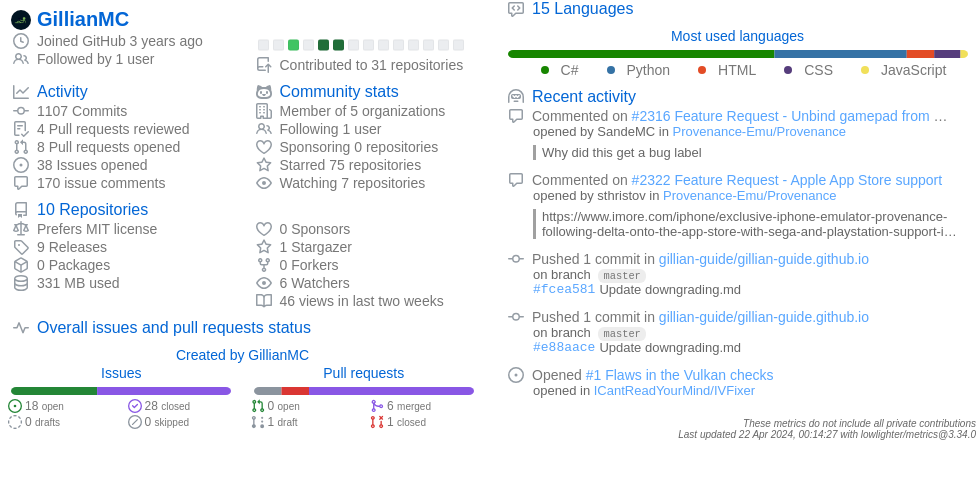 GillianMC
Joined GitHub 3 years ago
Followed by 1 user
Contributed to 31 repositories
Activity
1107 Commits
4 Pull requests reviewed
8 Pull requests opened
38 Issues opened
170 issue comments
Community stats
Member of 5 organizations
Following 1 user
Sponsoring 0 repositories
Starred 75 repositories
Watching 7 repositories
10 Repositories
Prefers MIT license
9 Releases
0 Packages
331 MB used
0 Sponsors
1 Stargazer
0 Forkers
6 Watchers
46 views in last two weeks
Overall issues and pull requests status
Created by GillianMC
Issues
18 open
28 closed
0 drafts
0 skipped
Pull requests
0 open
6 merged
1 draft
1 closed
15 Languages
Most used languages
C# Python HTML CSS JavaScript
Recent activity
Commented on #2316 Feature Request - Unbind gamepad from …
opened by SandeMC in Provenance-Emu/Provenance
Why did this get a bug label
Commented on #2322 Feature Request - Apple App Store support
opened by sthristov in Provenance-Emu/Provenance
https://www.imore.com/iphone/exclusive-iphone-emulator-provenance-
following-delta-onto-the-app-store-with-sega-and-playstation-support-i…
Pushed 1 commit in gillian-guide/gillian-guide.github.io
on branch master
#fcea581 Update downgrading.md
Pushed 1 commit in gillian-guide/gillian-guide.github.io
on branch master
#e88aace Update downgrading.md
Opened #1 Flaws in the Vulkan checks
opened in ICantReadYourMind/IVFixer
These metrics do not include all private contributions
Last updated 22 Apr 2024, 00:14:27 with lowlighter/metrics@3.34.0